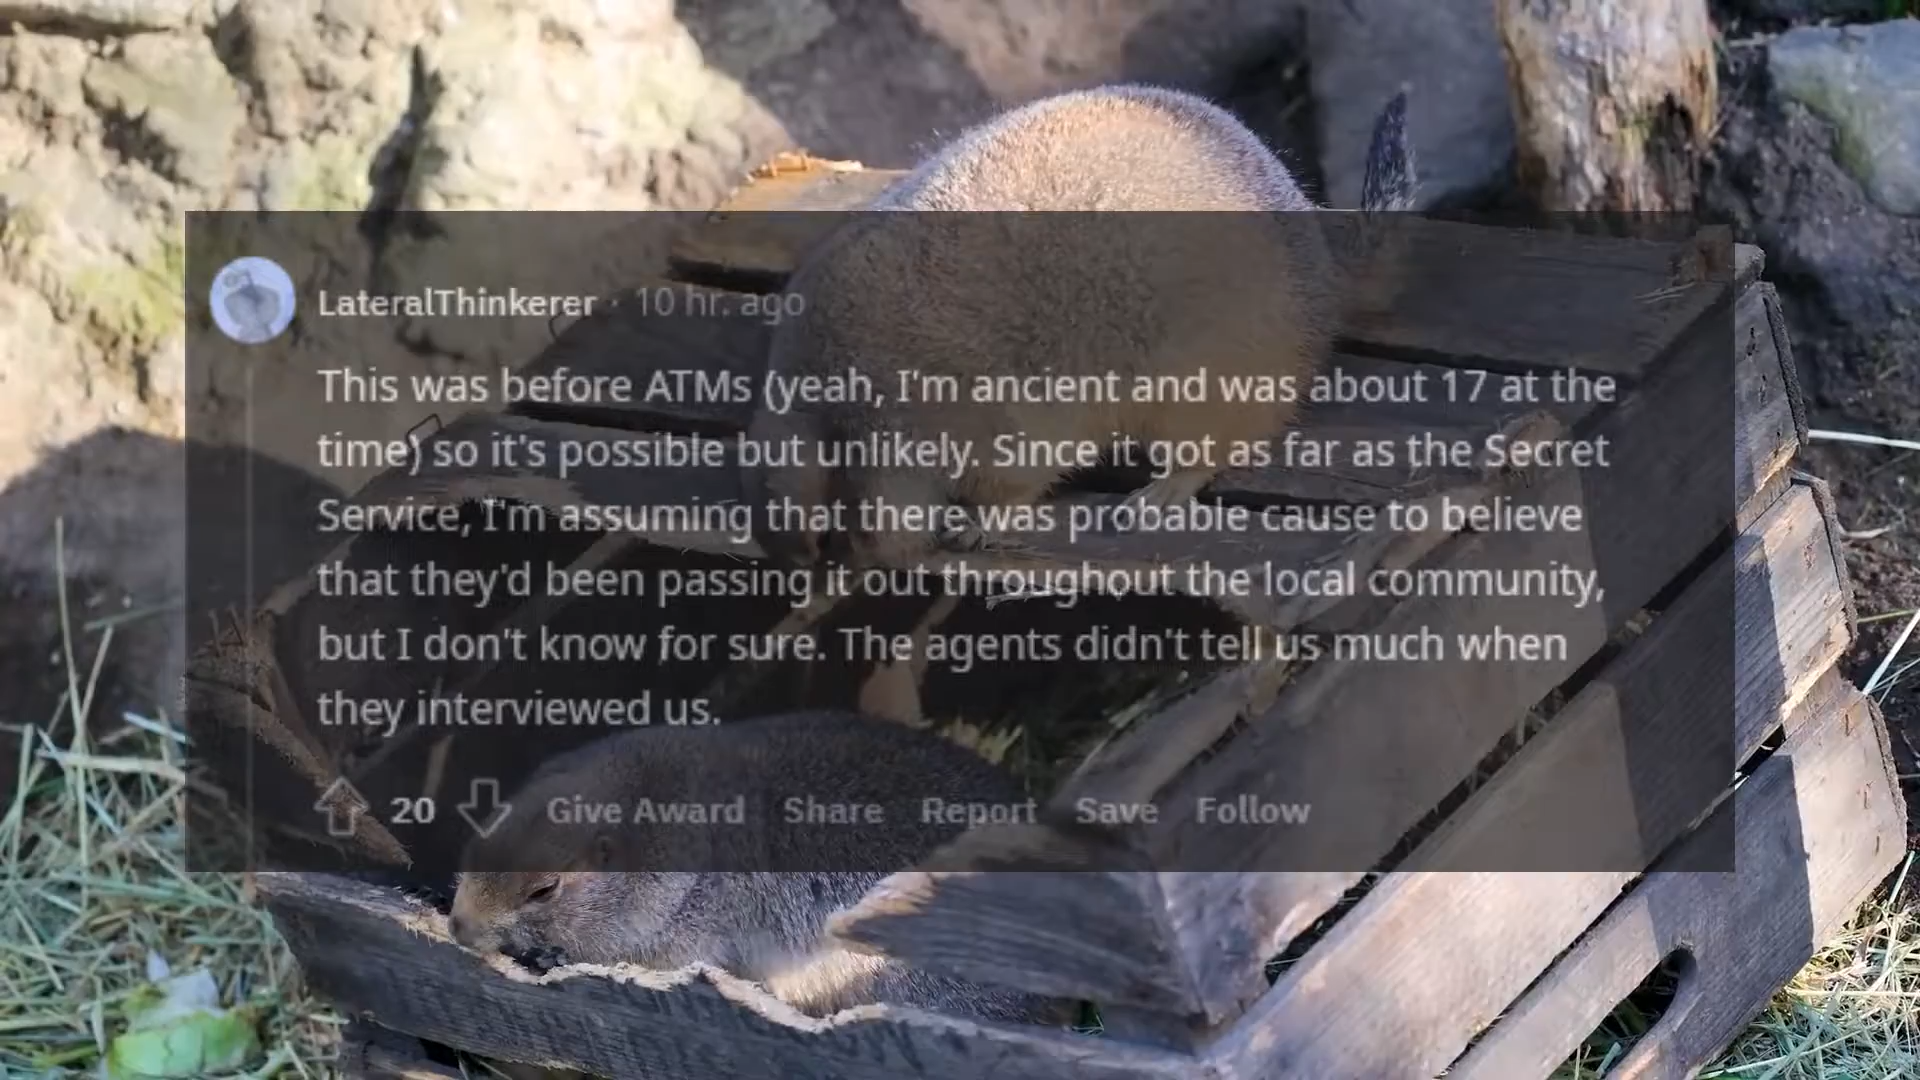 LateralThinkerer · 10 hr. ago
This was before ATMs (yeah, I'm ancient and was about 17 at the
time) so it's possible but unlikely. Since it got as far as the Secret
Service, I'm assuming that there was probable cause to believe
that they'd been passing it out throughout the local community,
but I don't know for sure. The agents didn't tell us much when
they interviewed us.
20 Give Award Share Report Save Follow